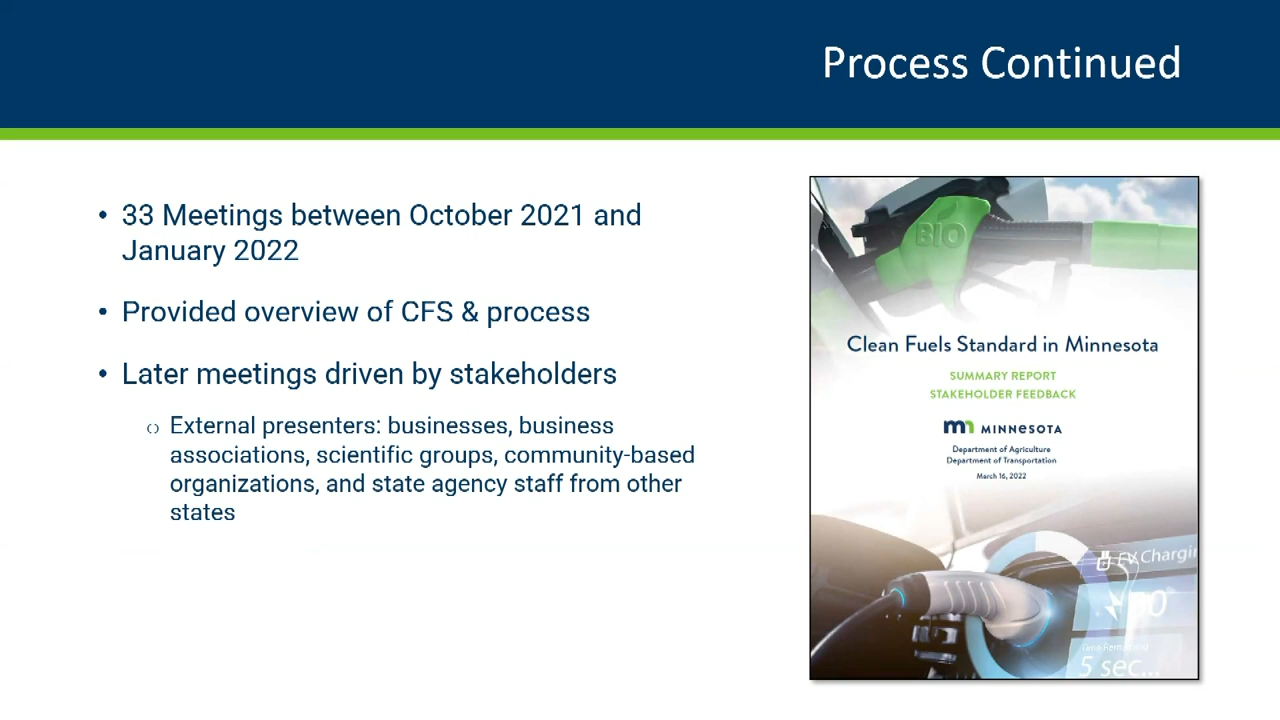 Process Continued
• 33 Meetings between October 2021 and
January 2022
• Provided overview of CFS & process
• Later meetings driven by stakeholders
External presenters: businesses, business
associations, scientific groups, community-based
organizations, and state agency staff from other
states
BIO
Clean Fuels Standard in Minnesota
SUMMARY REPORT
STAKEHOLDER FEEDBACK
mn MINNESOTA
Department of Agriculture
Department of Transportation
March 16, 2022
EV Chargin
5 sec...